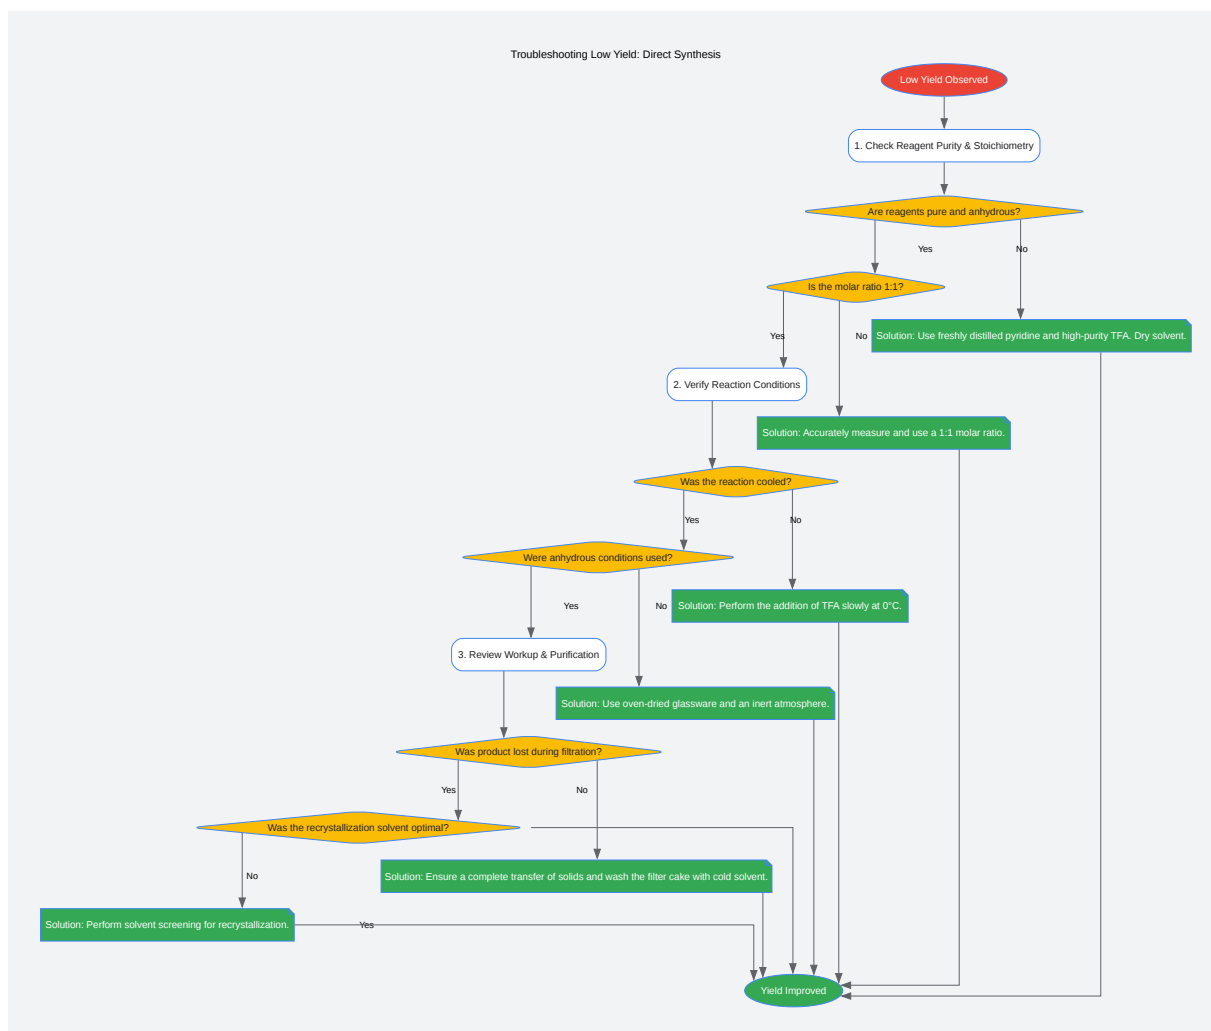 Troubleshooting Low Yield: Direct Synthesis
Low Yield Observed
1. Check Reagent Purity & Stoichiometry
Are reagents pure and anhydrous?
Yes
No
Is the molar ratio 1:1?
Yes
No
Solution: Use freshly distilled pyridine and high-purity TFA. Dry solvent.
2. Verify Reaction Conditions
Solution: Accurately measure and use a 1:1 molar ratio.
Was the reaction cooled?
Yes
No
Were anhydrous conditions used?
Yes
No
Solution: Perform the addition of TFA slowly at 0°C.
3. Review Workup & Purification
Solution: Use oven-dried glassware and an inert atmosphere.
Was product lost during filtration?
Yes
No
Was the recrystallization solvent optimal?
No
Solution: Ensure a complete transfer of solids and wash the filter cake with cold solvent.
Solution: Perform solvent screening for recrystallization.
Yes
Yield Improved